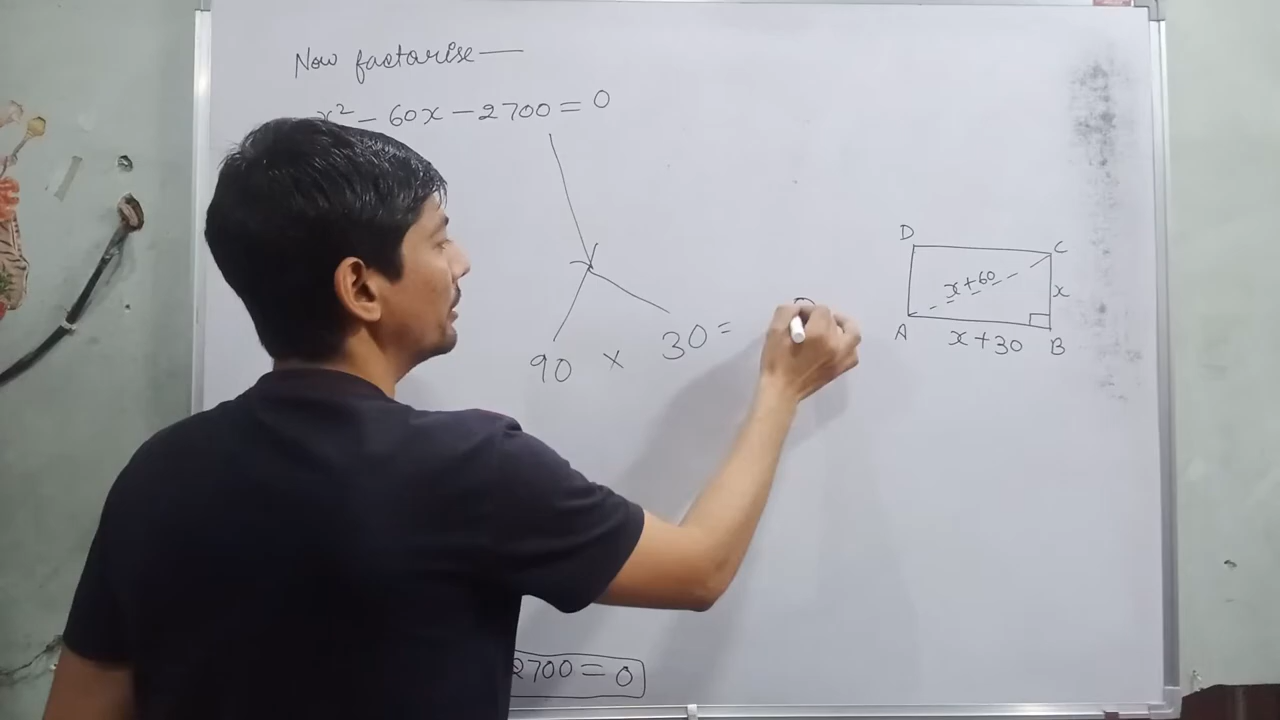 Now factorise —
x² – 60x – 2700 = 0
D
C
x+60
x
A
x+30
B
90 x 30 =
2700 = 0